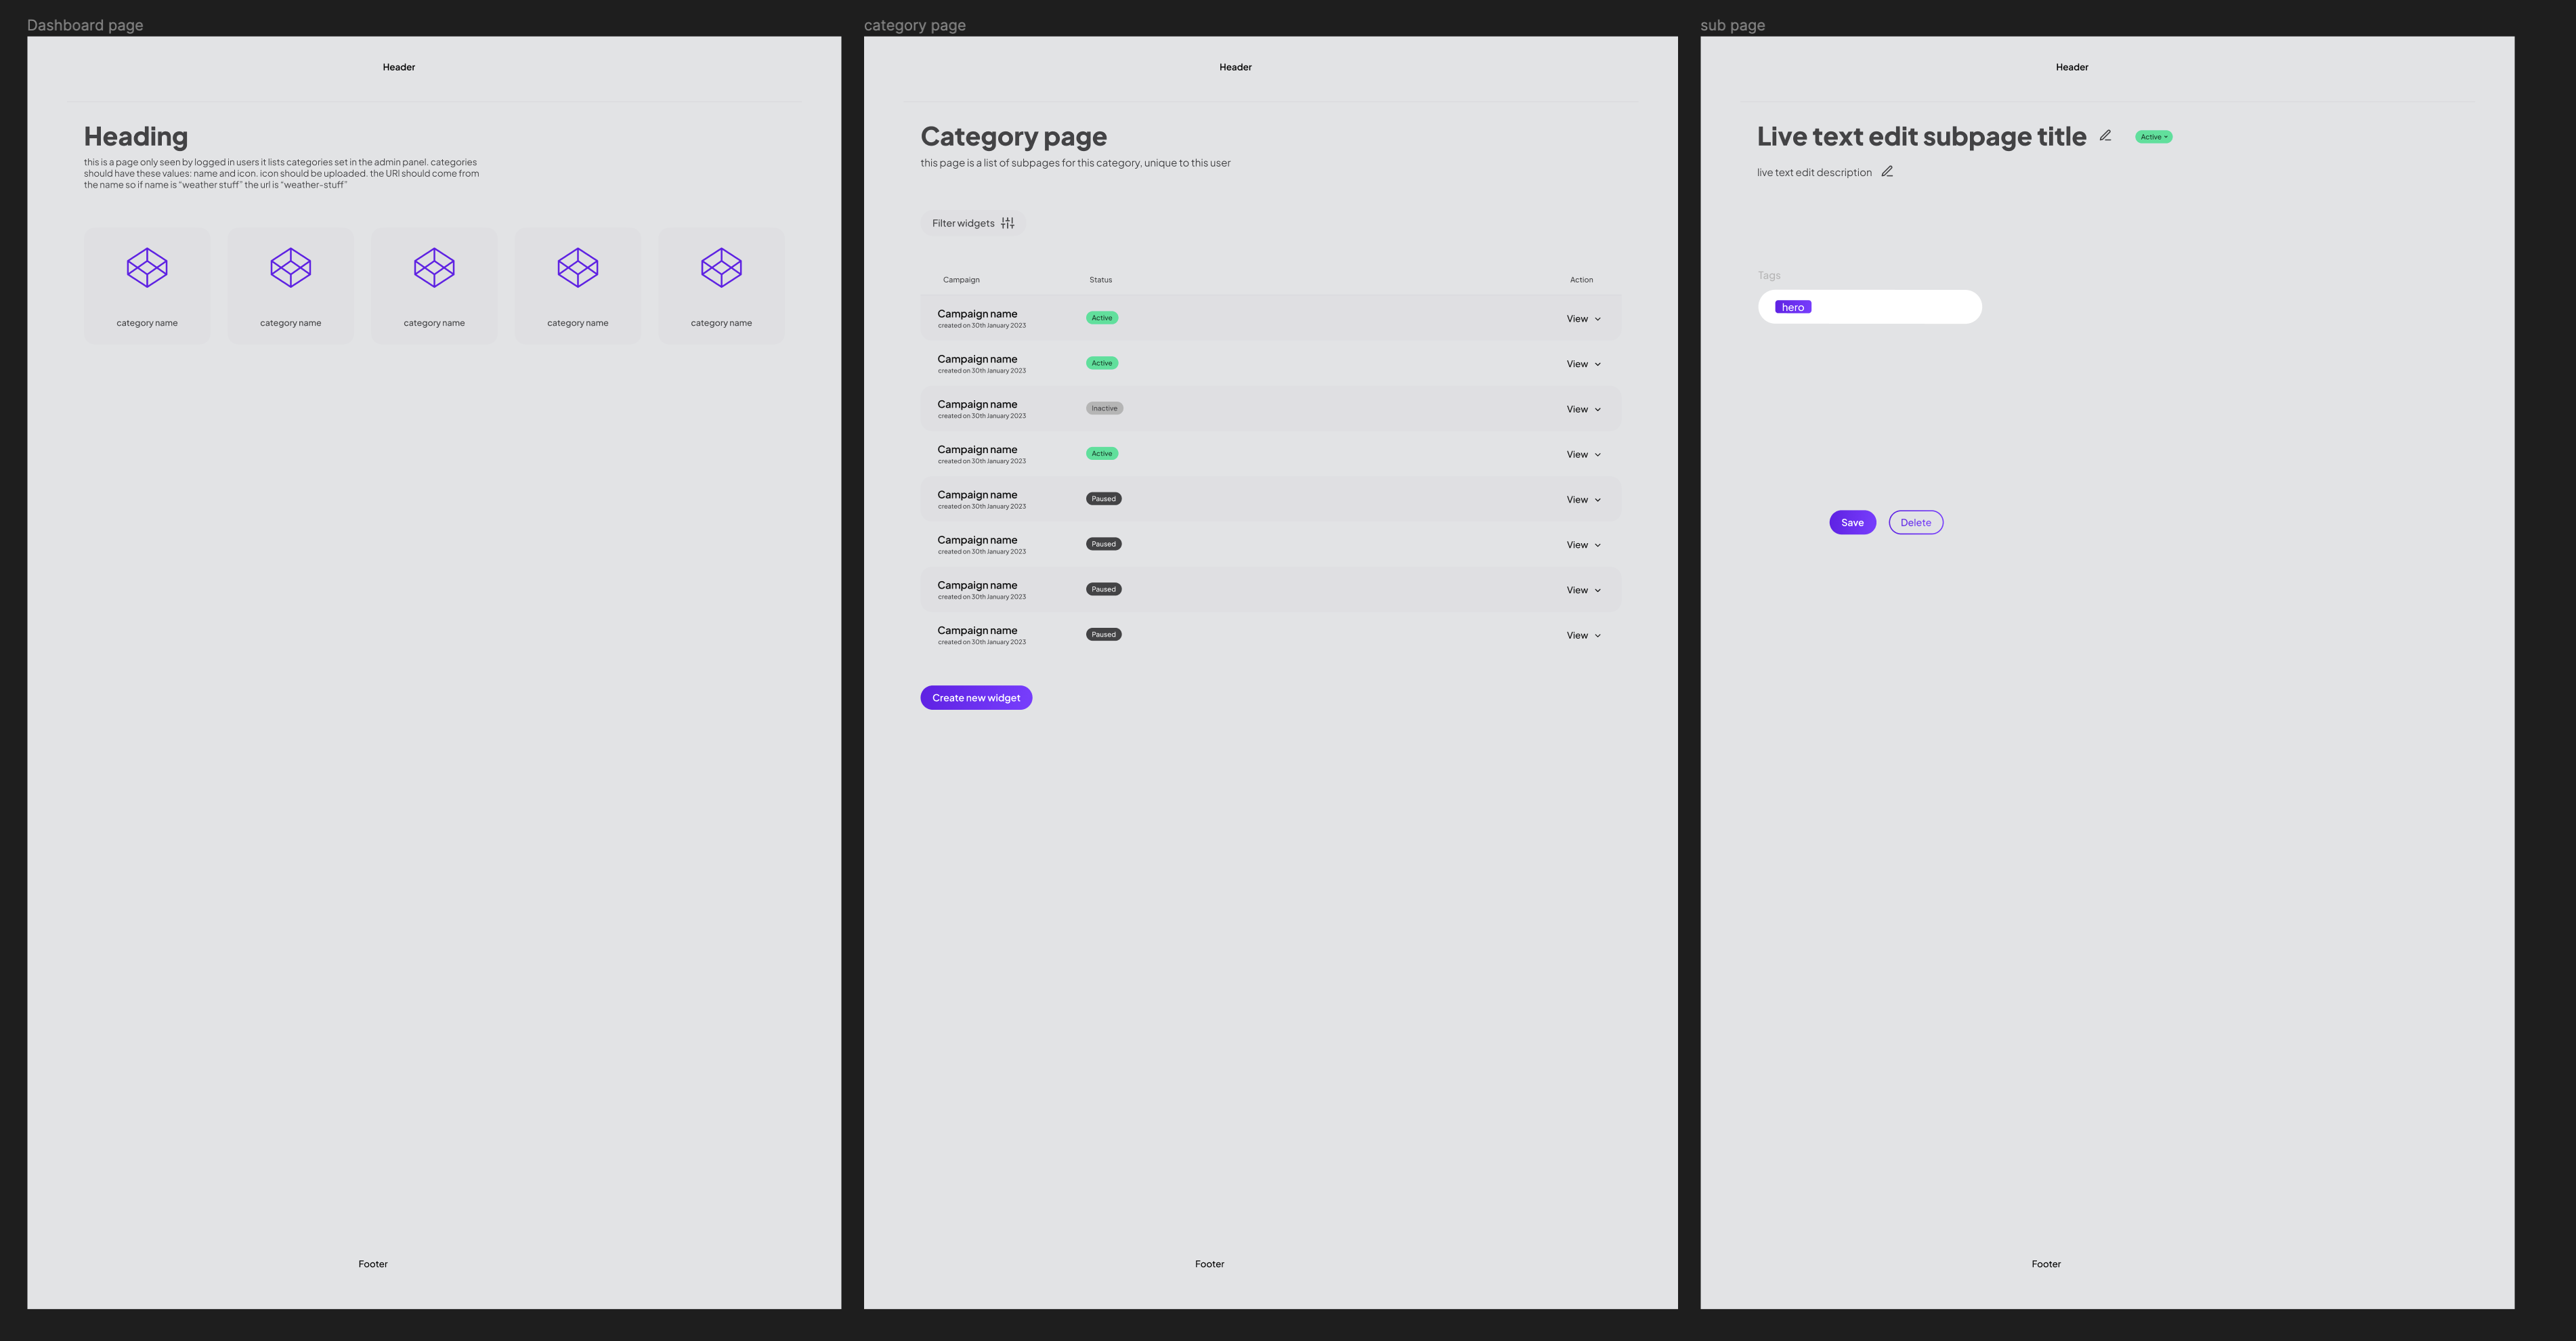 Dashboard page
Header
Heading
this is a page only seen by logged in users it lists categories set in the admin panel. categories
should have these values: name and icon. icon should be uploaded. the URl should come from
the name so if name is “weather stuff” the url is “weather-stuff”
category name
category name
category name
category name
category name
Footer
category page
Header
Category page
this page is a list of subpages for this category, unique to this user
Filter widgets
Campaign Status Action
Campaign name
created on 30th January 2023
Active
View
Campaign name
created on 30th January 2023
Active
View
Campaign name
created on 30th January 2023
Inactive
View
Campaign name
created on 30th January 2023
Active
View
Campaign name
created on 30th January 2023
Paused
View
Campaign name
created on 30th January 2023
Paused
View
Campaign name
created on 30th January 2023
Paused
View
Campaign name
created on 30th January 2023
Paused
View
Create new widget
Footer
sub page
Header
Live text edit subpage title
Active
live text edit description
Tags
hero
Save
Delete
Footer